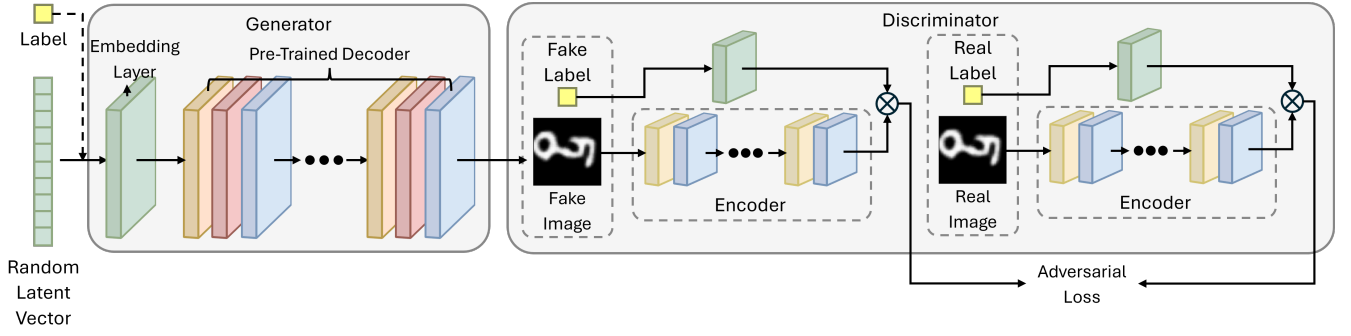 Label
Random
Latent
Vector
Generator
Embedding
Layer
Pre-Trained Decoder
Discriminator
Fake
Label
Fake
Image
Encoder
Real
Label
Real
Image
Encoder
Adversarial
Loss